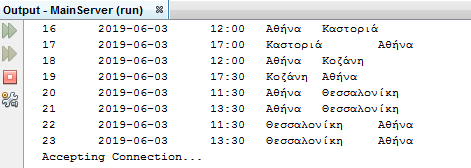 Output - MainServer (run)
16 2019-06-03 12:00 Αθήνα Καστοριά
17 2019-06-03 17:00 Καστοριά Αθήνα
18 2019-06-03 12:00 Αθήνα Κοζάνη
19 2019-06-03 17:30 Κοζάνη Αθήνα
20 2019-06-03 11:30 Αθήνα Θεσσαλονίκη
21 2019-06-03 13:30 Αθήνα Θεσσαλονίκη
22 2019-06-03 11:30 Θεσσαλονίκη Αθήνα
23 2019-06-03 13:30 Θεσσαλονίκη Αθήνα
Accepting Connection...